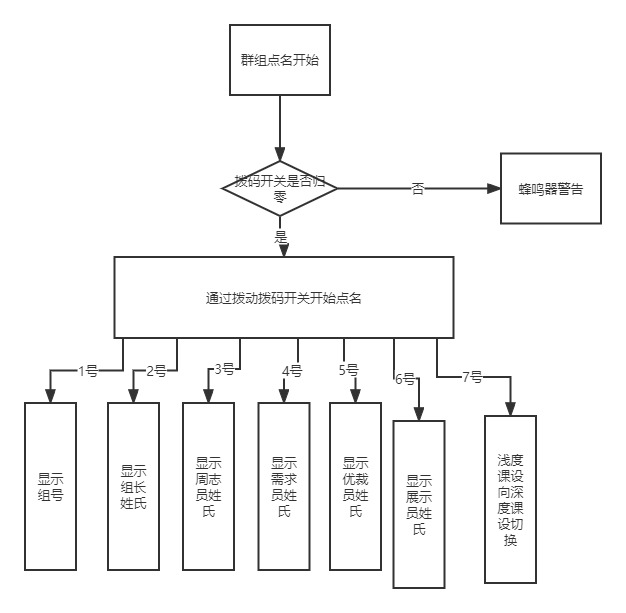 群组点名开始
拨码开关是否归
零
否
蜂鸣器警告
是
通过拨动拨码开关开始点名
1号
2号
3号
4号
5号
6号
7号
显示
组号
显示
组长
姓氏
显示
周志
员姓
氏
显示
需求
员姓
氏
显示
优裁
员姓
氏
显示
展示
员姓
氏
浅度
课设
向深
度课
设切
换